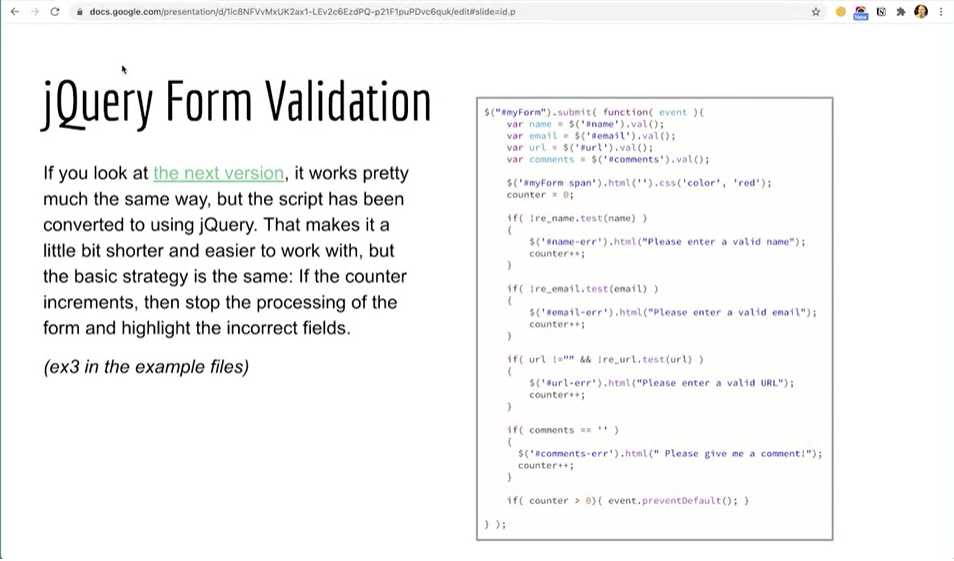 docs.google.com/presentation/d/1lc8NFVvMxUK2ax1-LEv2c6EzdPQ-p21F1puPDvc6quk/edit#slide=id.p
New
jQuery Form Validation
If you look at the next version, it works pretty
much the same way, but the script has been
converted to using jQuery. That makes it a
little bit shorter and easier to work with, but
the basic strategy is the same: If the counter
increments, then stop the processing of the
form and highlight the incorrect fields.
(ex3 in the example files)
$("#myForm").submit( function( event ){
var name = $('#name').val();
var email = $('#email').val();
var url = $('#url').val();
var comments = $('#comments').val();
$('#myForm span').html('').css('color', 'red');
counter = 0;
if( !re_name.test(name) )
{
$('#name-err').html("Please enter a valid name");
counter++;
}
if( !re_email.test(email) )
{
$('#email-err').html("Please enter a valid email");
counter++;
}
if( url !="" && !re_url.test(url) )
{
$('#url-err').html("Please enter a valid URL");
counter++;
}
if( comments == '' )
{
$('#comments-err').html(" Please give me a comment!");
counter++;
}
if( counter > 0){ event.preventDefault(); }
} );